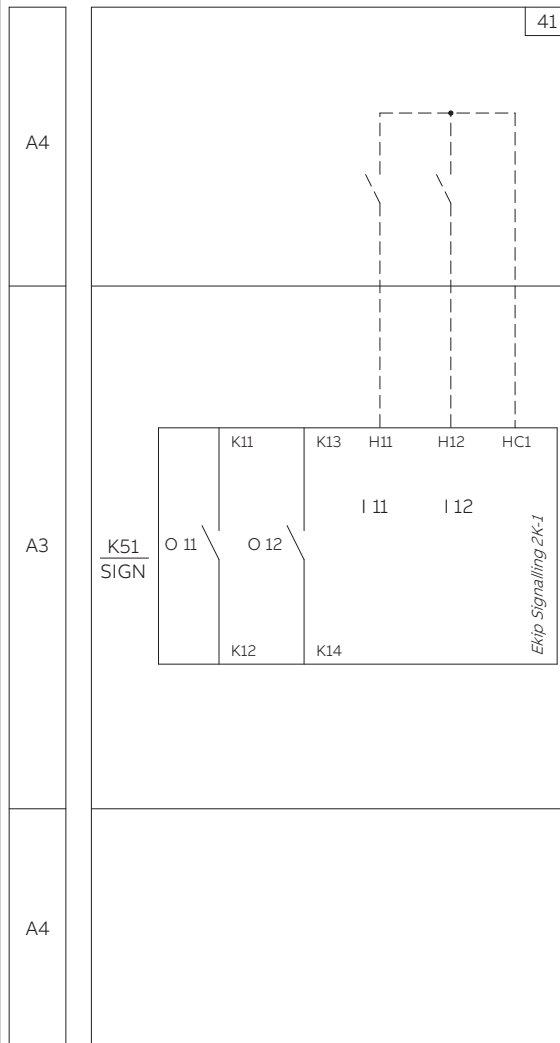 41
A4
K11
K13
H11
H12
HC1
I 11
I 12
A3
K51
SIGN
O 11
O 12
Ekip Signalling 2K-1
K12
K14
A4